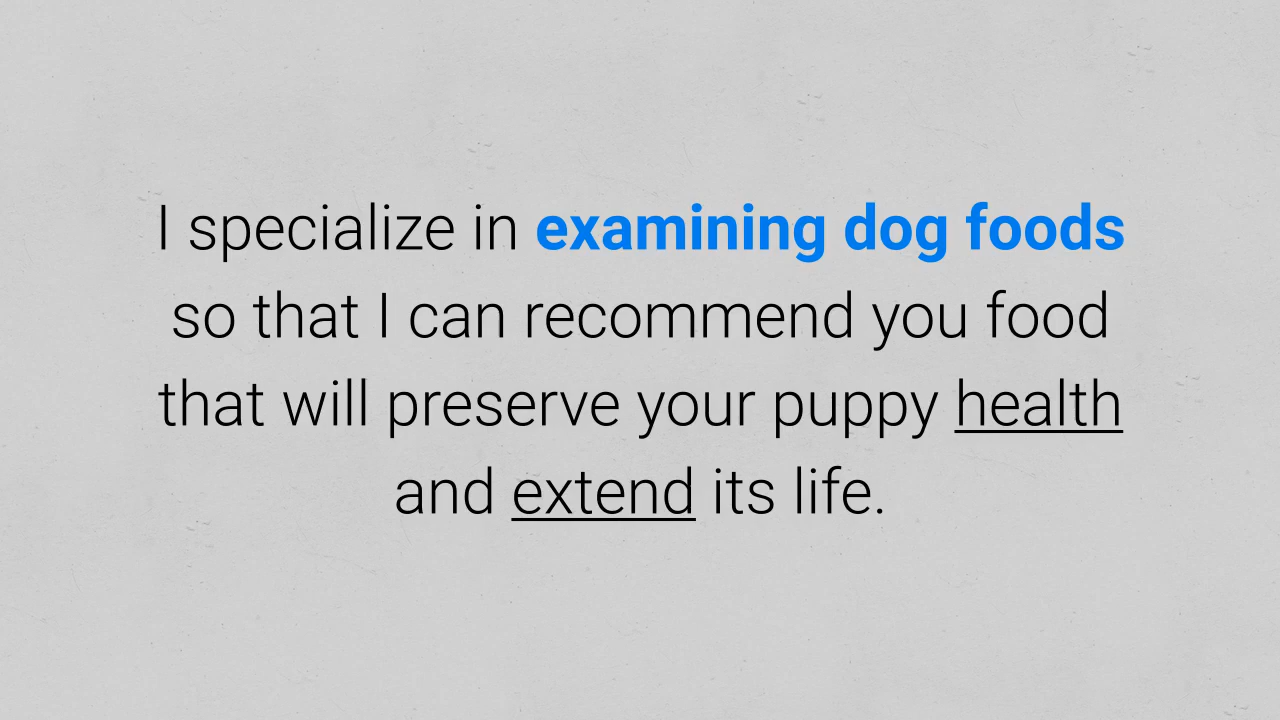 I specialize in examining dog foods
so that I can recommend you food
that will preserve your puppy health
and extend its life.